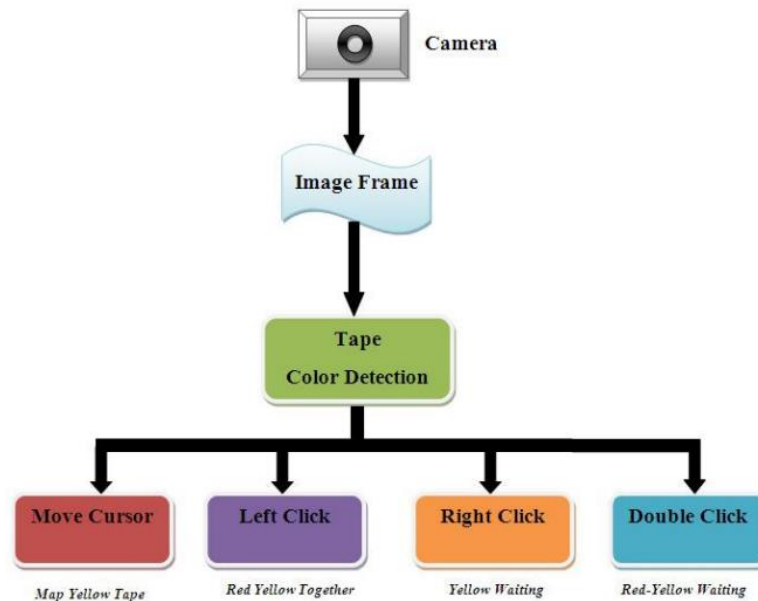 Camera
Image Frame
Tape
Color Detection
Move Cursor
Left Click
Right Click
Double Click
Map Yellow Tape
Red Yellow Together
Yellow Waiting
Red-Yellow Waiting